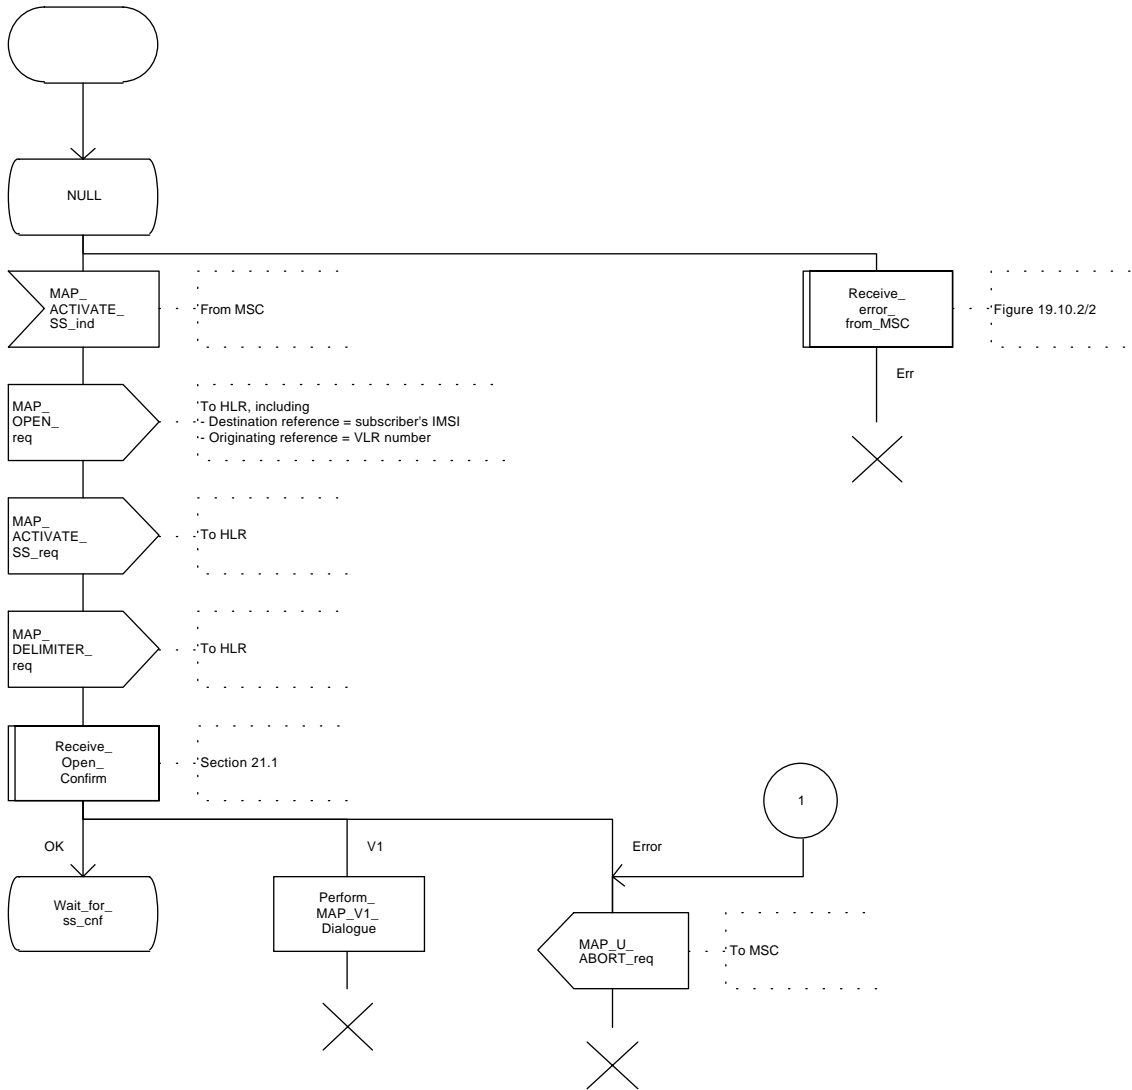 NULL
MAP_
ACTIVATE_
SS_ind
From MSC
Receive_
error_
from_MSC
Figure 19.10.2/2
Err
MAP_
OPEN_
req
To HLR, including
- Destination reference = subscriber's IMSI
- Originating reference = VLR number
MAP_
ACTIVATE_
SS_req
To HLR
MAP_
DELIMITER_
req
To HLR
Receive_
Open_
Confirm
Section 21.1
1
OK
V1
Error
Wait_for_
ss_cnf
Perform_
MAP_V1_
Dialogue
MAP_U_
ABORT_req
To MSC